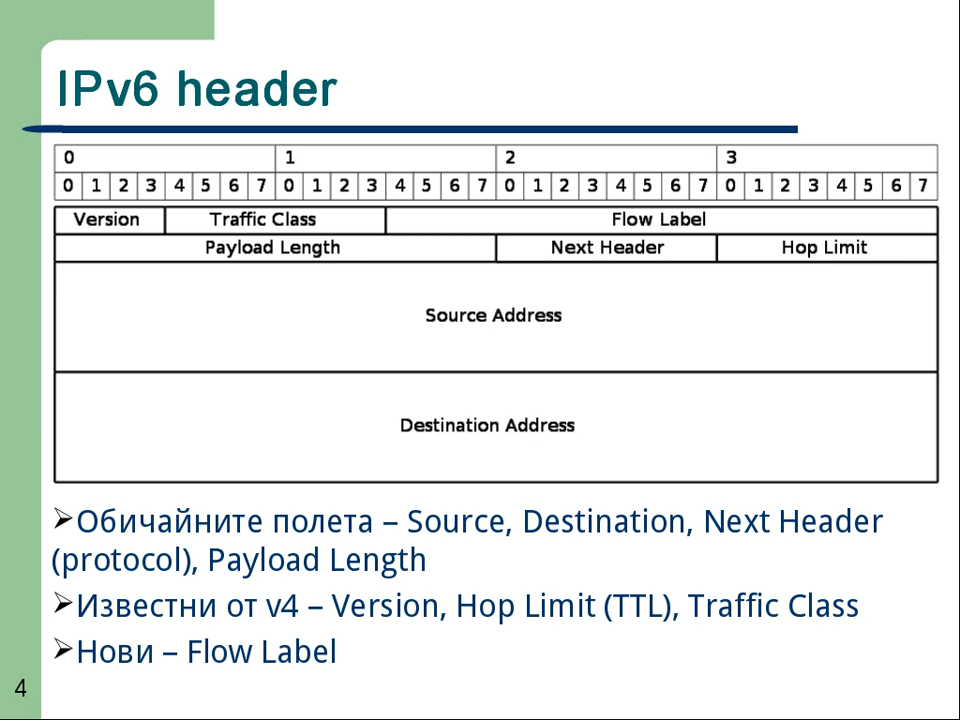 IPv6 header
0 1 2 3
0 1 2 3 4 5 6 7 0 1 2 3 4 5 6 7 0 1 2 3 4 5 6 7 0 1 2 3 4 5 6 7
Version Traffic Class Flow Label
Payload Length Next Header Hop Limit
Source Address
Destination Address
➢Обичайните полета – Source, Destination, Next Header
(protocol), Payload Length
➢Известни от v4 – Version, Hop Limit (TTL), Traffic Class
➢Нови – Flow Label
4